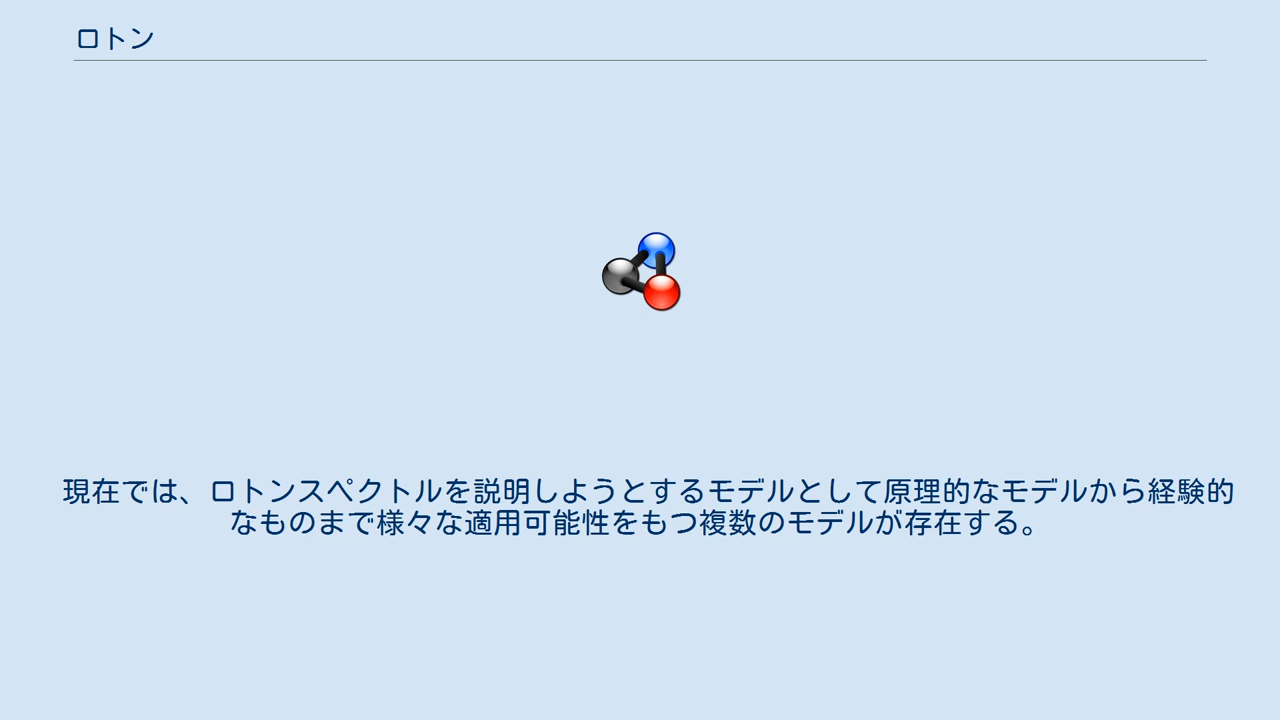 ロトン
現在では、ロトンスペクトルを説明しようとするモデルとして原理的なモデルから経験的
なものまで様々な適用可能性をもつ複数のモデルが存在する。